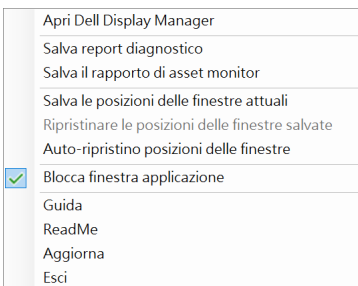 Apri Dell Display Manager
Salva report diagnostico
Salva il rapporto di asset monitor
Salva le posizioni delle finestre attuali
Ripristinare le posizioni delle finestre salvate
Auto-ripristino posizioni delle finestre
Blocca finestra applicazione
Guida
ReadMe
Aggiorna
Esci